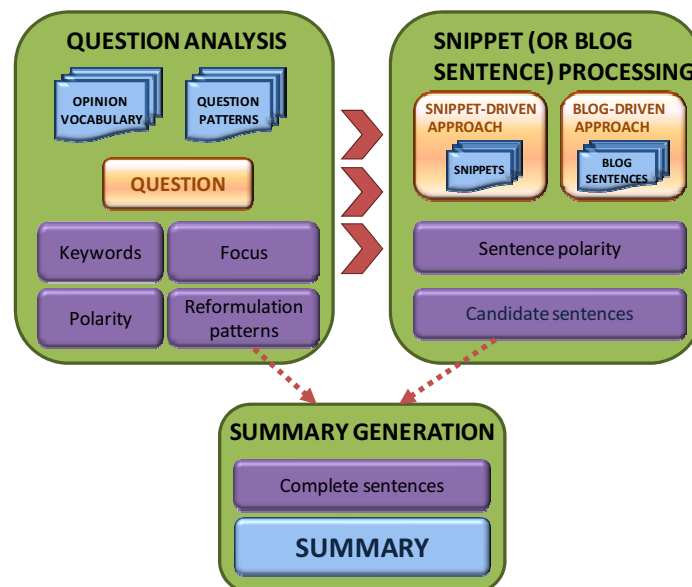 QUESTION ANALYSIS
OPINION
VOCABULARY
QUESTION
PATTERNS
QUESTION
Keywords
Focus
Polarity
Reformulation
patterns
SNIPPET (OR BLOG
SENTENCE) PROCESSING
SNIPPET-DRIVEN
APPROACH
SNIPPETS
BLOG-DRIVEN
APPROACH
BLOG
SENTENCES
Sentence polarity
Candidate sentences
SUMMARY GENERATION
Complete sentences
SUMMARY